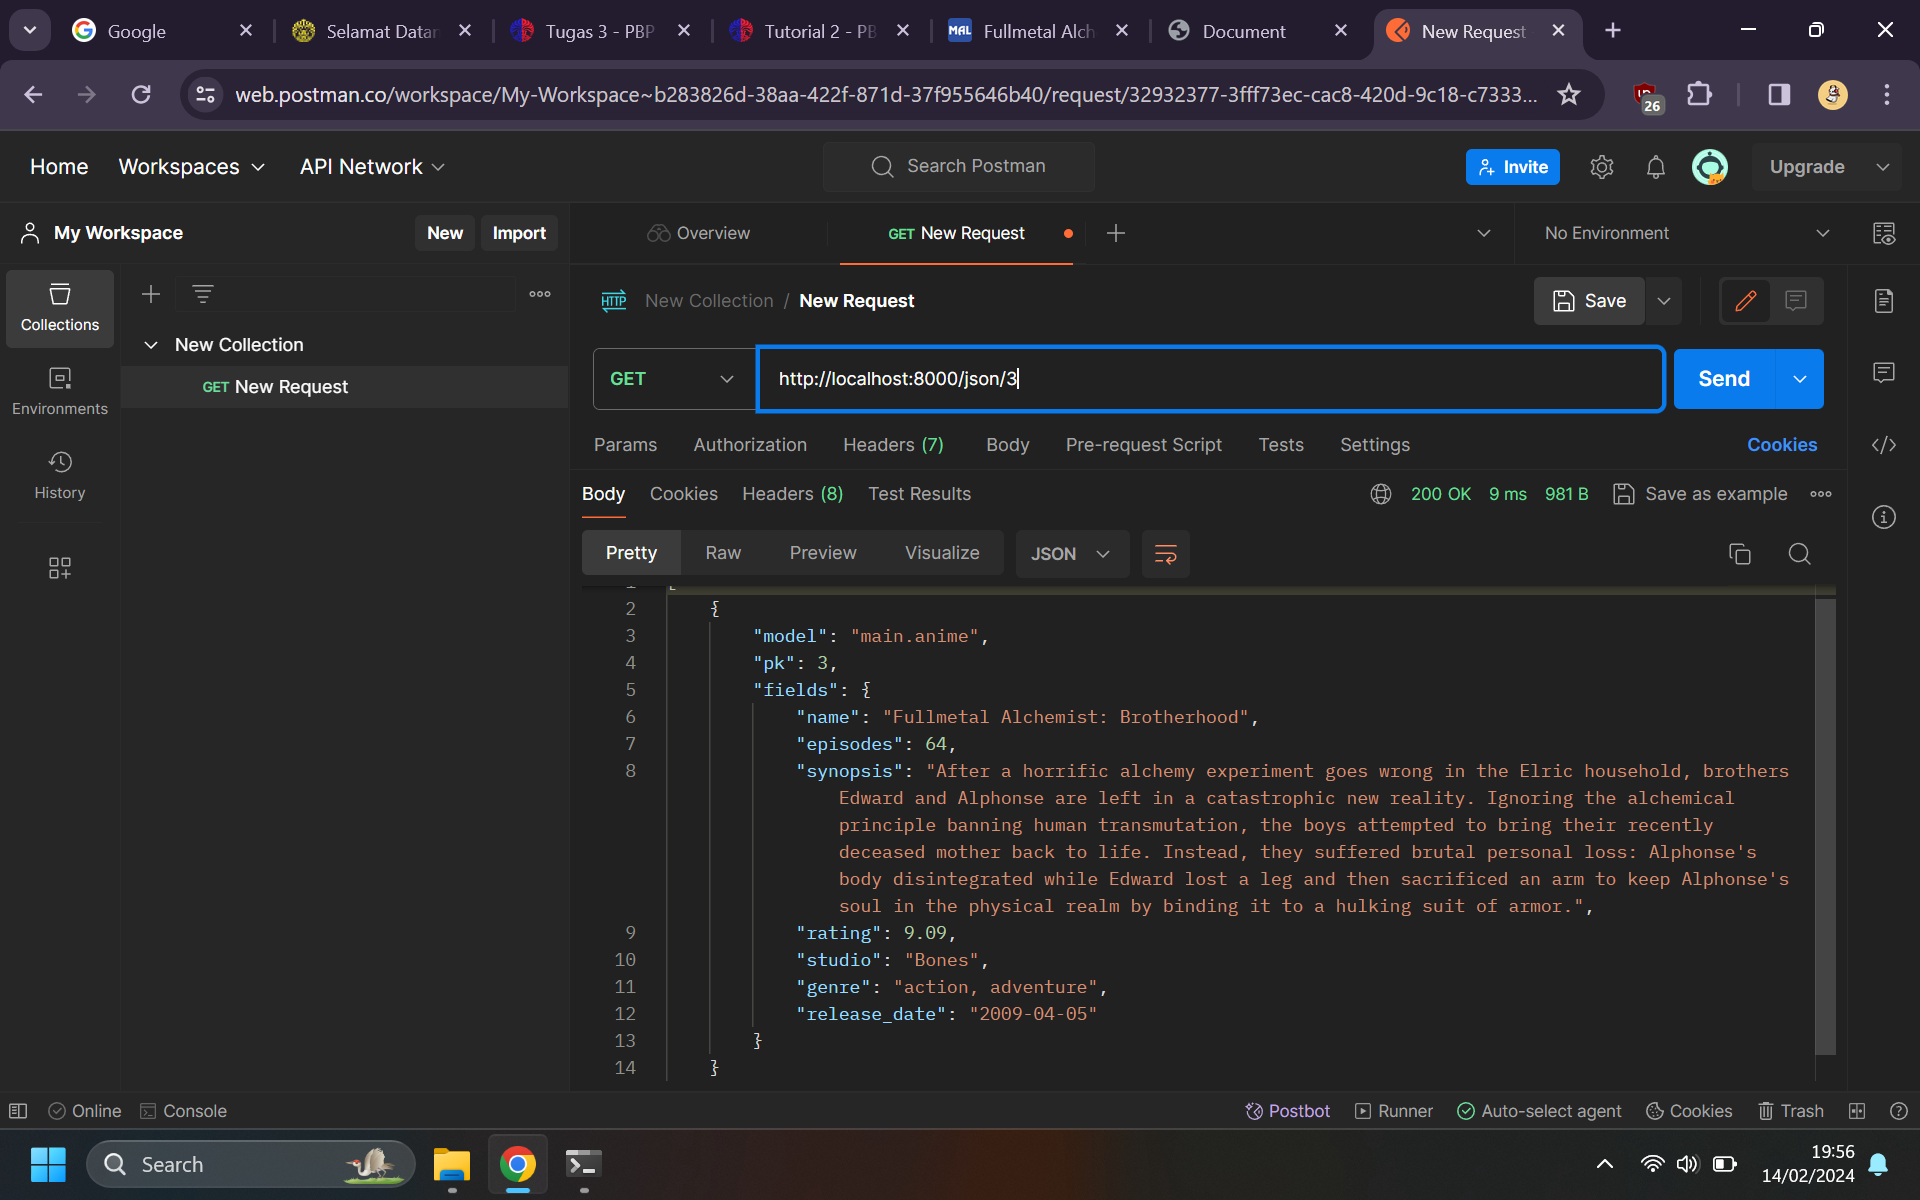 Google
Selamat Datan
Tugas 3 - PBP
Tutorial 2 - PB
MAL
Fullmetal Alch
Document
New Request
web.postman.co/workspace/My-Workspace~b283826d-38aa-422f-871d-37f955646b40/request/32932377-3fff73ec-cac8-420d-9c18-c7333...
26
Home
Workspaces
API Network
Search Postman
Invite
Upgrade
My Workspace
New
Import
Overview
GET New Request
No Environment
Collections
Environments
History
New Collection
GET New Request
HTTP
New Collection / New Request
Save
GET
http://localhost:8000/json/3
Send
Params
Authorization
Headers (7)
Body
Pre-request Script
Tests
Settings
Cookies
Body
Cookies
Headers (8)
Test Results
200 OK
9 ms
981 B
Save as example
Pretty
Raw
Preview
Visualize
JSON
1 [
2 {
3 "model": "main.anime",
4 "pk": 3,
5 "fields": {
6 "name": "Fullmetal Alchemist: Brotherhood",
7 "episodes": 64,
8 "synopsis": "After a horrific alchemy experiment goes wrong in the Elric household, brothers
Edward and Alphonse are left in a catastrophic new reality. Ignoring the alchemical
principle banning human transmutation, the boys attempted to bring their recently
deceased mother back to life. Instead, they suffered brutal personal loss: Alphonse's
body disintegrated while Edward lost a leg and then sacrificed an arm to keep Alphonse's
soul in the physical realm by binding it to a hulking suit of armor.",
9 "rating": 9.09,
10 "studio": "Bones",
11 "genre": "action, adventure",
12 "release_date": "2009-04-05"
13 }
14 }
Online
Console
Postbot
Runner
Auto-select agent
Cookies
Trash
Search
19:56
14/02/2024